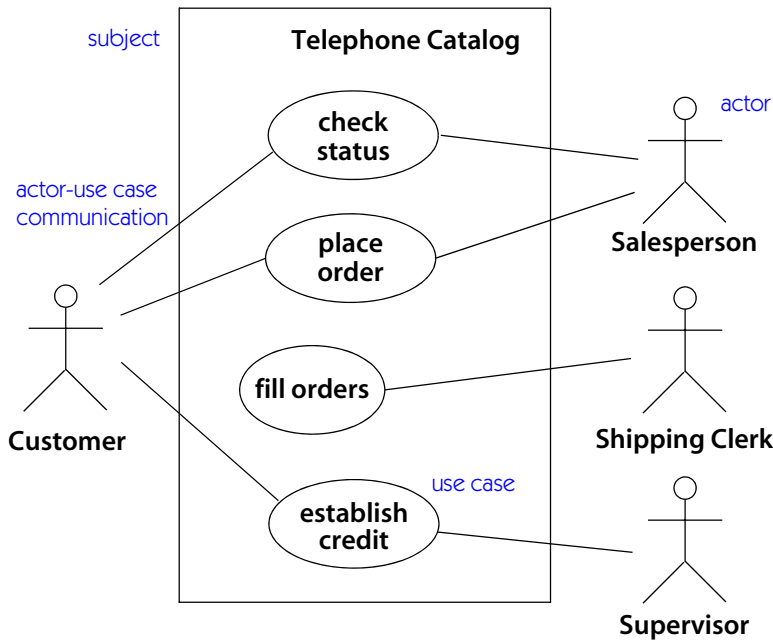 subject
Telephone Catalog
actor
check
status
actor-use case
communication
place
order
Salesperson
fill orders
Customer
Shipping Clerk
use case
establish
credit
Supervisor